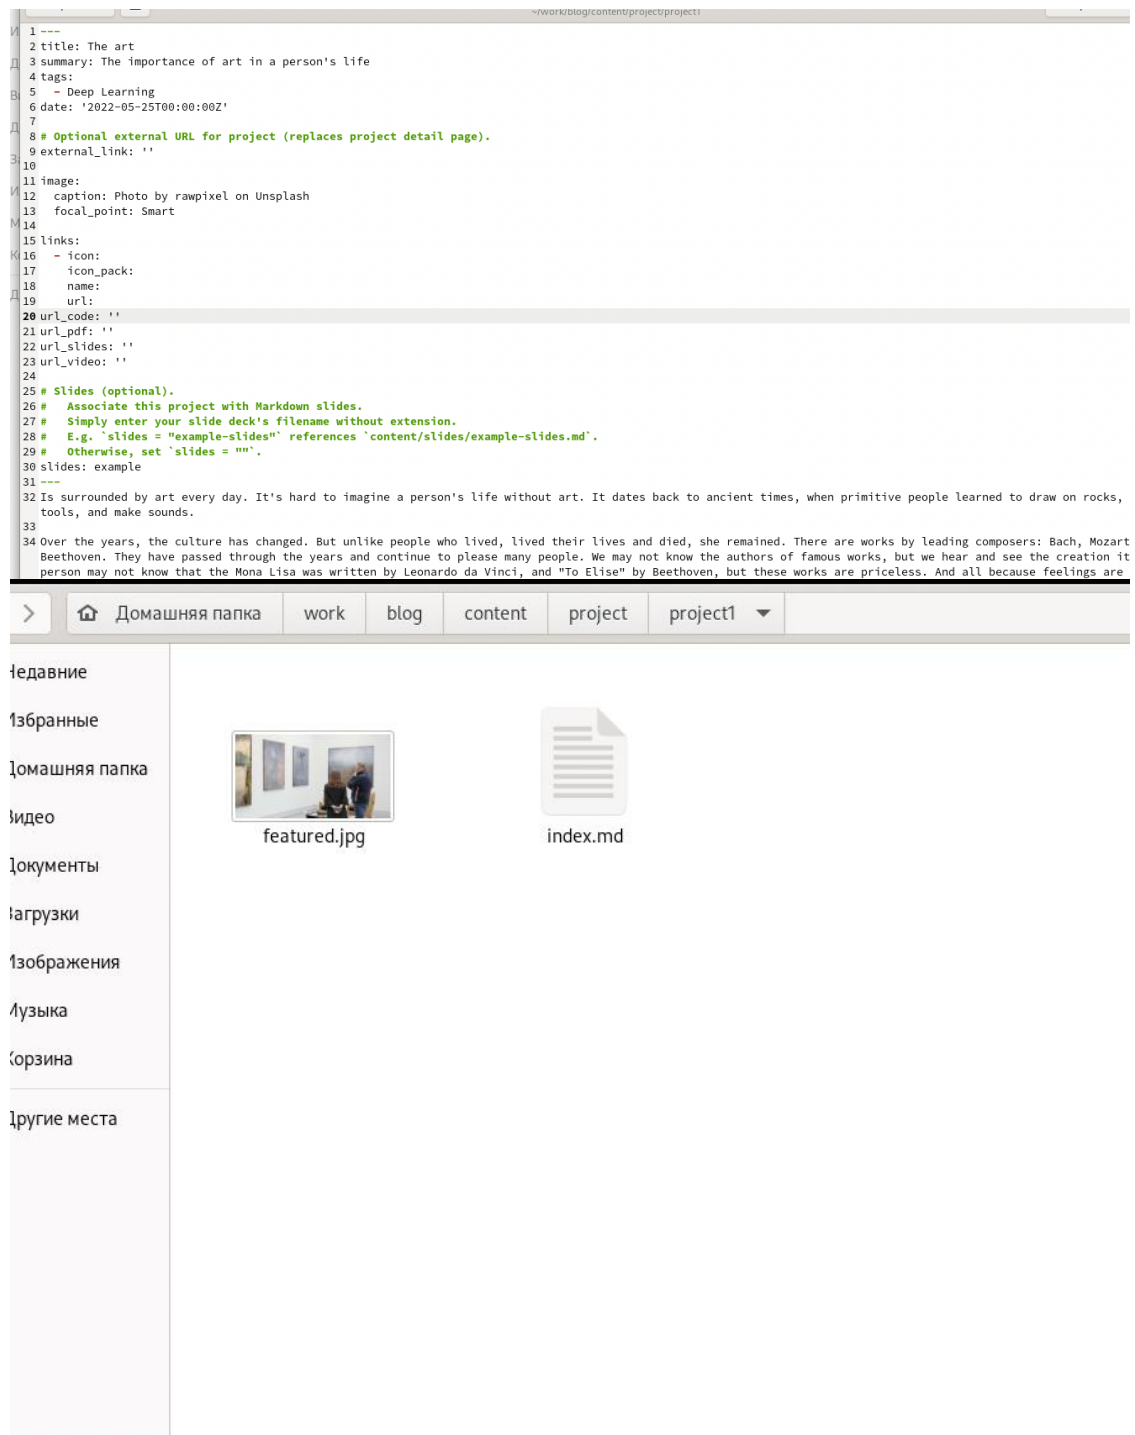 ~/work/blog/content/project/project1
1 ---
2 title: The art
3 summary: The importance of art in a person's life
4 tags:
5   - Deep Learning
6 date: '2022-05-25T00:00:00Z'
7
8 # Optional external URL for project (replaces project detail page).
9 external_link: ''
10
11 image:
12   caption: Photo by rawpixel on Unsplash
13   focal_point: Smart
14
15 links:
16   - icon:
17     icon_pack:
18     name:
19     url:
20 url_code: ''
21 url_pdf: ''
22 url_slides: ''
23 url_video: ''
24
25 # Slides (optional).
26 #   Associate this project with Markdown slides.
27 #   Simply enter your slide deck's filename without extension.
28 #   E.g. `slides = "example-slides"` references `content/slides/example-slides.md`.
29 #   Otherwise, set `slides = ""`.
30 slides: example
31 ---
32 Is surrounded by art every day. It's hard to imagine a person's life without art. It dates back to ancient times, when primitive people learned to draw on rocks,
tools, and make sounds.
33
34 Over the years, the culture has changed. But unlike people who lived, lived their lives and died, she remained. There are works by leading composers: Bach, Mozart
Beethoven. They have passed through the years and continue to please many people. We may not know the authors of famous works, but we hear and see the creation it
person may not know that the Mona Lisa was written by Leonardo da Vinci, and "To Elise" by Beethoven, but these works are priceless. And all because feelings are
Домашняя папка work blog content project project1
Недавние
Избранные
Домашняя папка
Видео
Документы
Загрузки
Изображения
Музыка
Корзина
Другие места
featured.jpg
index.md